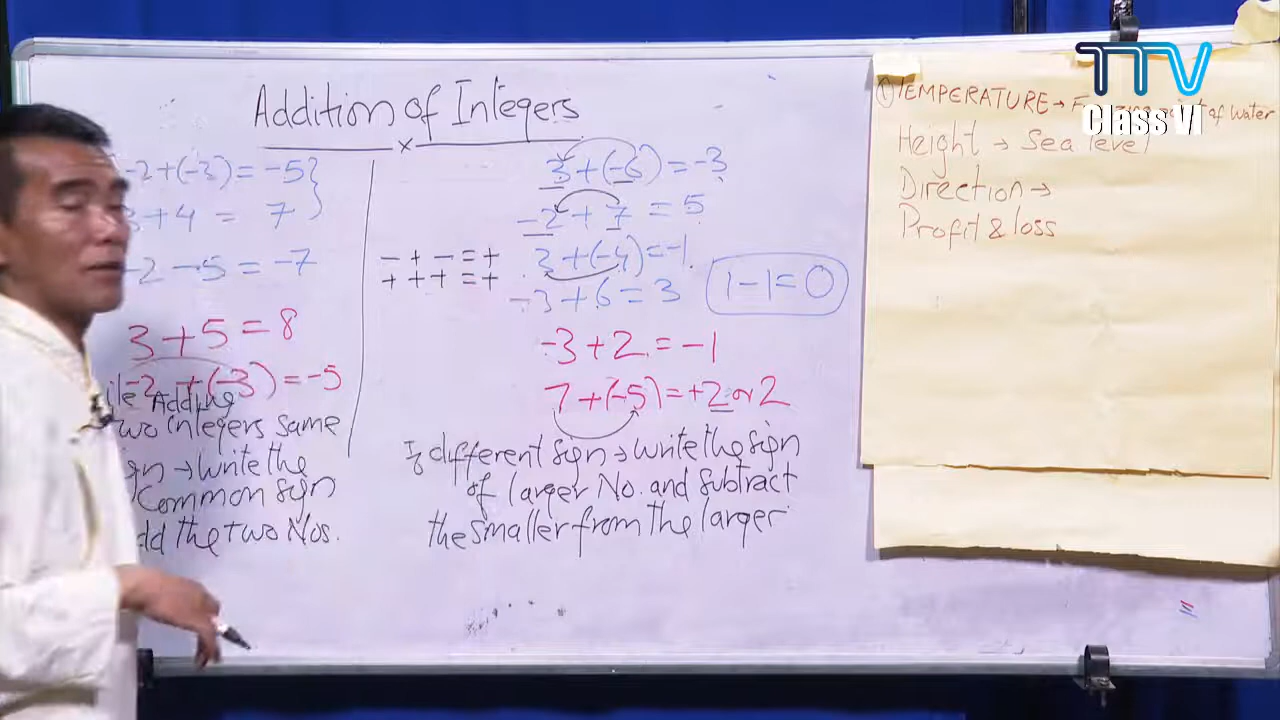 Addition of Integers
x
-2+(-3)=-5}
3+4 = 7
-2-5=-7
3+5=8
-2+(-3)=-5
Adding
two integers same
→ write the
Common sign
the two Nos.
3+(-6)=-3
-2+7=5
3+(-4)=-1
-3+6=3
-+-=+
+++=+
1-1=0
-3+2=-1
7+(-5)=+2 or 2
If different sign → write the sign
of larger No. and subtract
the smaller from the larger
TTV
Class VI
① TEMPERATURE → of water
Height → Sea level
Direction →
Profit & loss